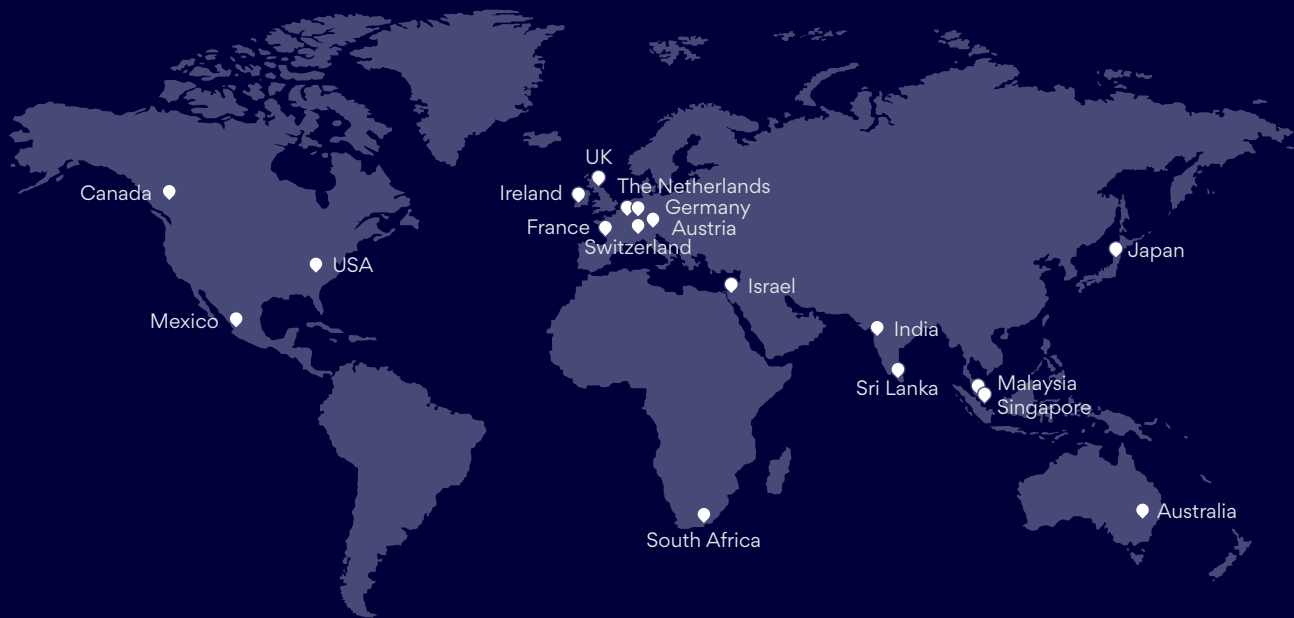 UK
The Netherlands
Canada
Ireland
Germany
France
Austria
Switzerland
Japan
USA
Israel
Mexico
India
Malaysia
Sri Lanka
Singapore
Australia
South Africa